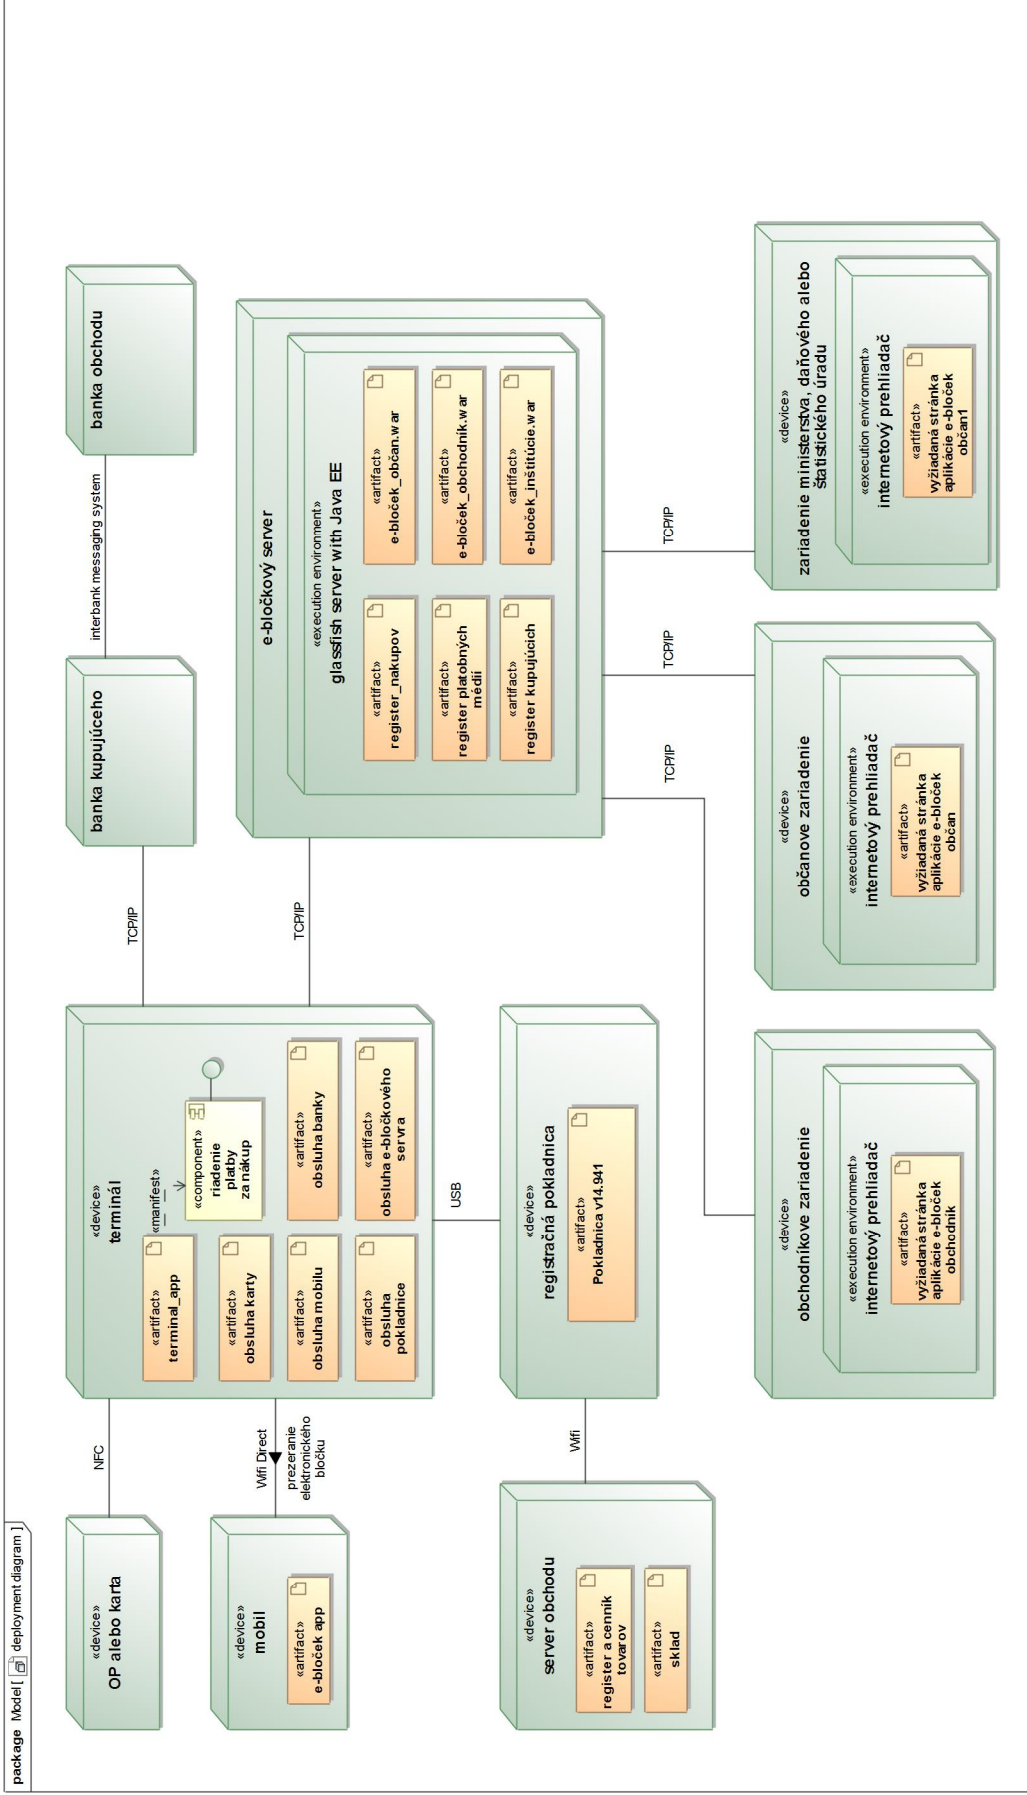 package Model [ deployment diagram ]
«device»
OP alebo karta
NFC
«device»
mobil
«artifact»
e-bloček app
Wifi Direct
prezeranie
elektronického
bločku
«device»
terminál
«artifact»
terminal_app
«manifest»
«component»
riadenie
platby
za nákup
«artifact»
obsluha karty
«artifact»
obsluha mobilu
«artifact»
obsluha banky
«artifact»
obsluha
pokladnice
«artifact»
obsluha e-bločkového
servra
TCP/IP
banka kupujúceho
interbank messaging system
banka obchodu
TCP/IP
e-bločkový server
«execution environment»
glassfish server with Java EE
«artifact»
register_nakupov
«artifact»
e-bloček_občan.war
«artifact»
register platobných
médií
«artifact»
e-bloček_obchodnik.war
«artifact»
register kupujúcich
«artifact»
e-bloček_inštitúcie.war
USB
«device»
server obchodu
«artifact»
register a cenník
tovarov
«artifact»
sklad
Wifi
«device»
registračná pokladnica
«artifact»
Pokladnica v14.941
TCP/IP
TCP/IP
TCP/IP
«device»
obchodníkove zariadenie
«execution environment»
internetový prehliadač
«artifact»
vyžiadaná stránka
aplikácie e-bloček
obchodník
«device»
občanove zariadenie
«execution environment»
internetový prehliadač
«artifact»
vyžiadaná stránka
aplikácie e-bloček
občan
«device»
zariadenie ministerstva, daňového alebo
štatistického úradu
«execution environment»
internetový prehliadač
«artifact»
vyžiadaná stránka
aplikácie e-bloček
občan1